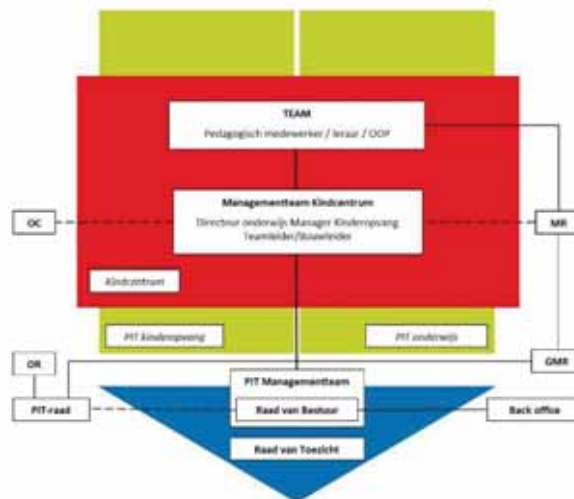 TEAM
Pedagogisch medewerker / leraar / OOP
Managementteam Kindcentrum
Directeur onderwijs Manager Kinderopvang
Teamleider/Bouwleider
OC
MR
Kindcentrum
PIT kinderopvang
PIT onderwijs
OR
GMR
PIT Managementteam
PIT-raad
Raad van Bestuur
Back office
Raad van Toezicht